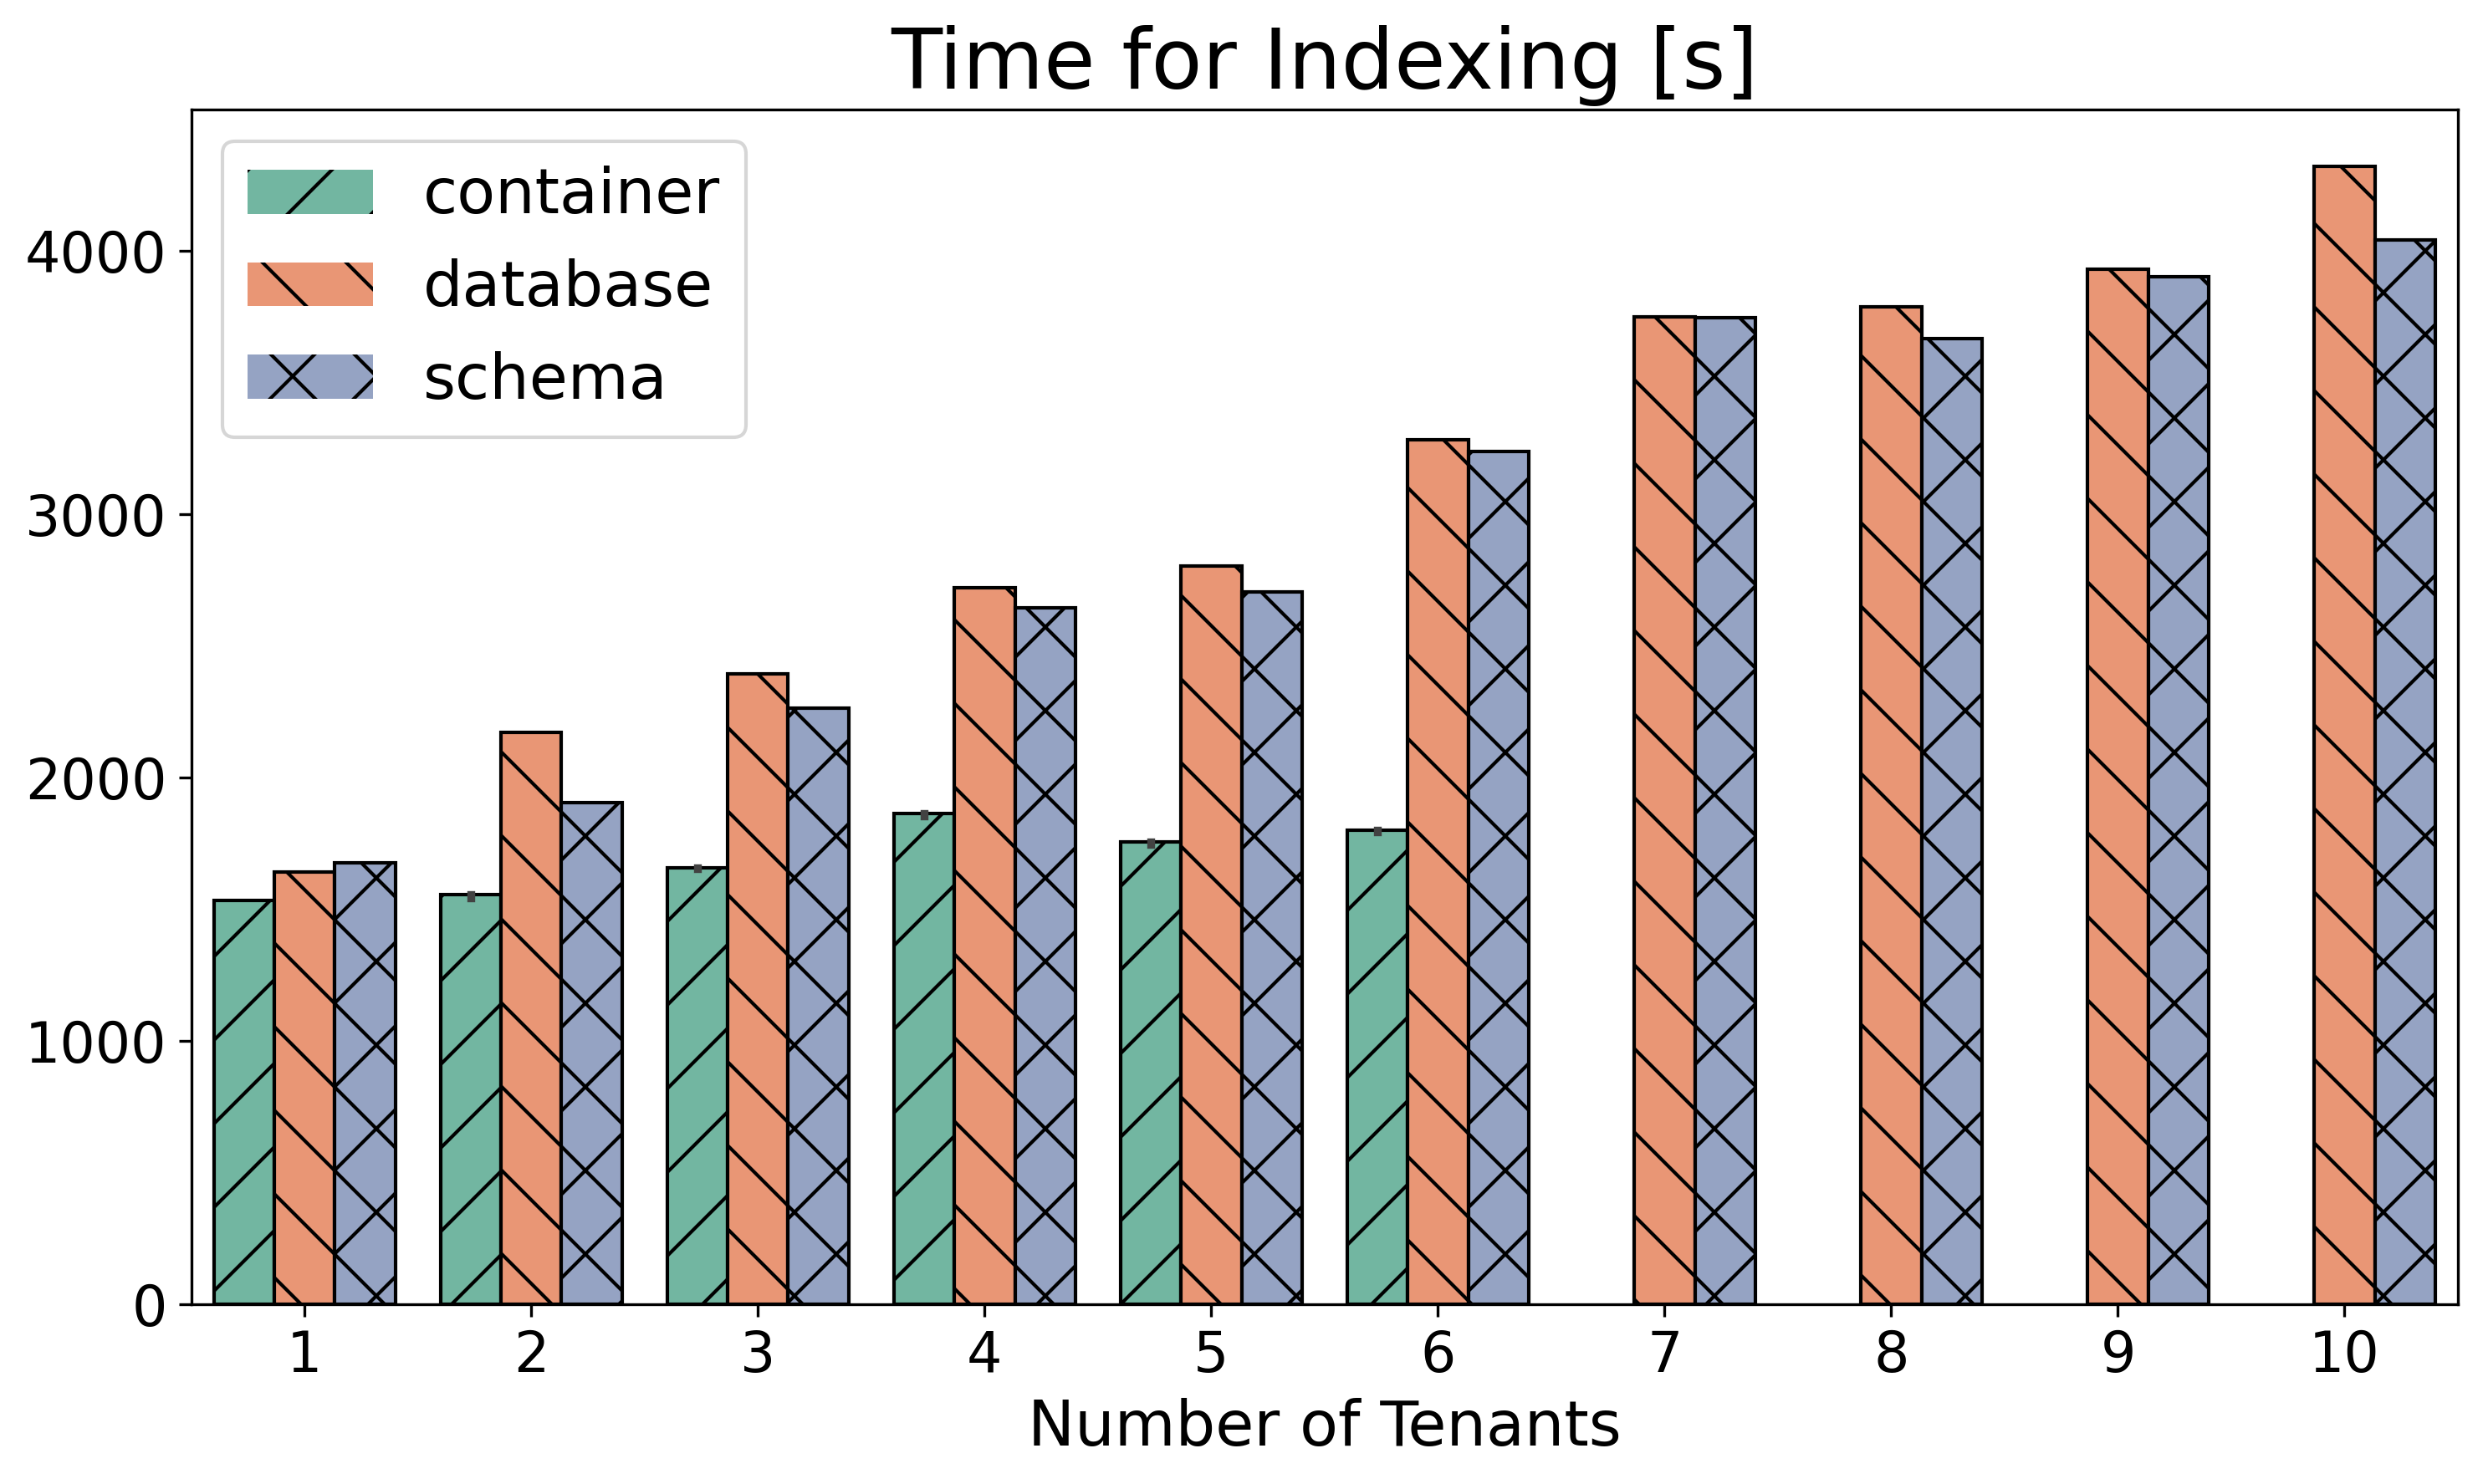 Time for Indexing [s]
container
database
schema
4000
3000
2000
1000
0
1 2 3 4 5 6 7 8 9 10
Number of Tenants